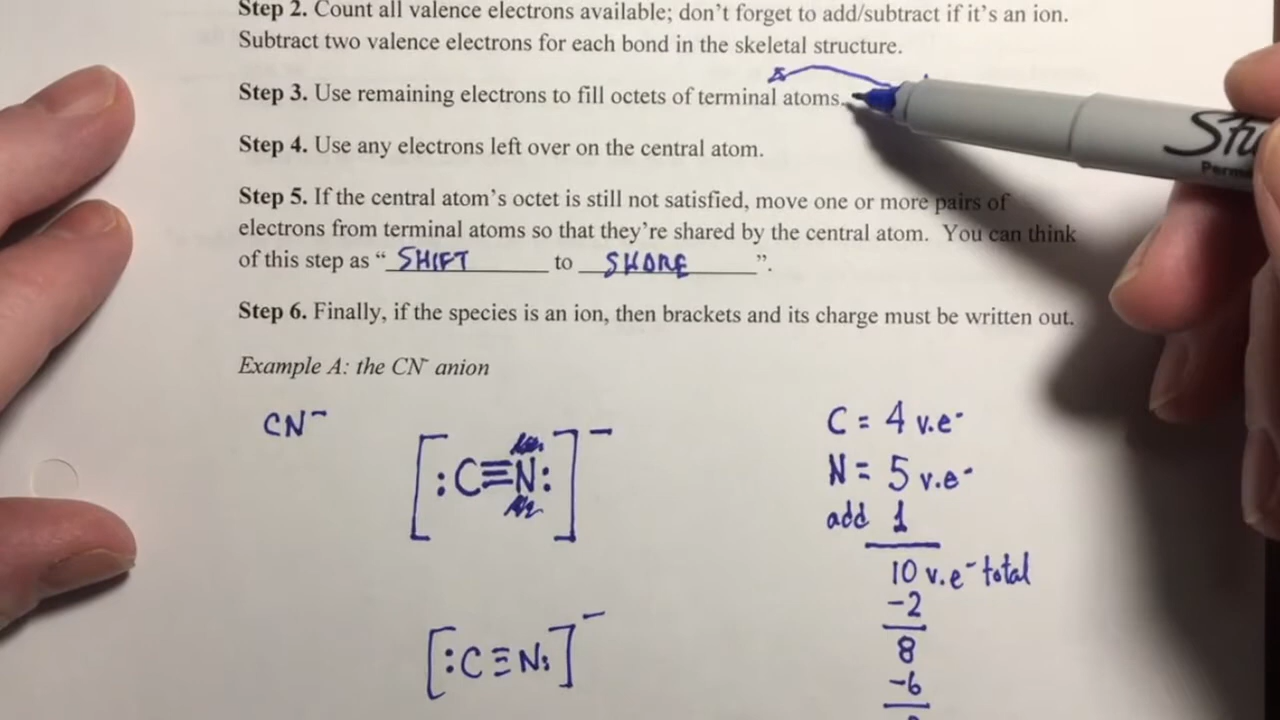 Step 2. Count all valence electrons available; don't forget to add/subtract if it's an ion.
Subtract two valence electrons for each bond in the skeletal structure.
Step 3. Use remaining electrons to fill octets of terminal atoms.
Step 4. Use any electrons left over on the central atom.
Step 5. If the central atom's octet is still not satisfied, move one or more pairs of
electrons from terminal atoms so that they're shared by the central atom. You can think
of this step as "SHIFT to SHARE".
Step 6. Finally, if the species is an ion, then brackets and its charge must be written out.
Example A: the CN⁻ anion
CN⁻
[:C≡N:]⁻
[:C≡N:]⁻
C = 4 v.e⁻
N = 5 v.e⁻
add 1
10 v.e⁻ total
-2
8
-6